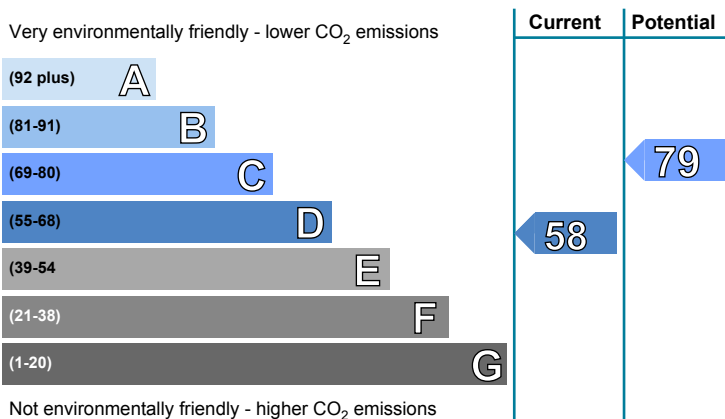 Current Potential
Very environmentally friendly - lower CO₂ emissions
(92 plus) A
(81-91) B
(69-80) C
79
(55-68) D
58
(39-54 E
(21-38) F
(1-20) G
Not environmentally friendly - higher CO₂ emissions